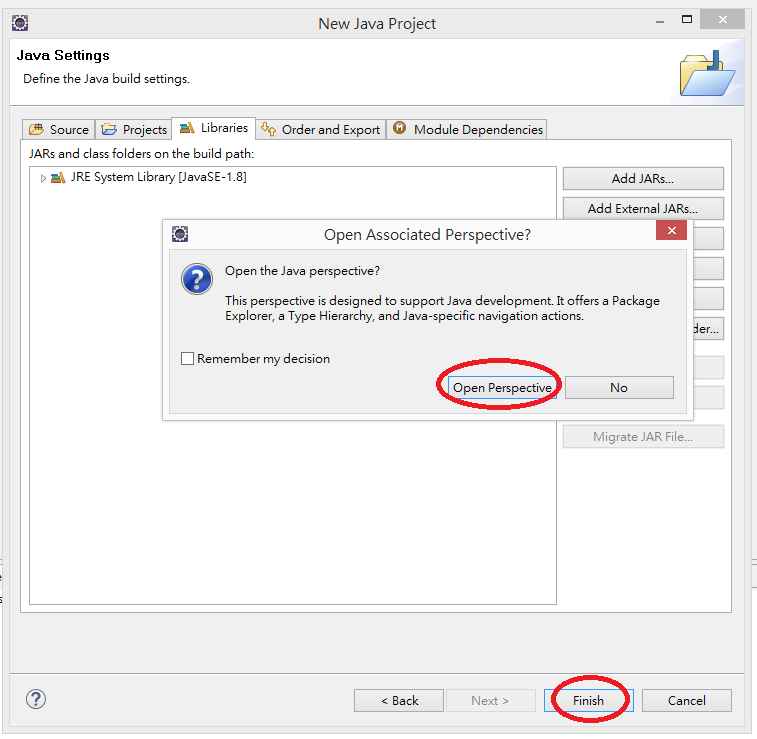 New Java Project
Java Settings
Define the Java build settings.
Source Projects Libraries Order and Export Module Dependencies
JARs and class folders on the build path:
JRE System Library [JavaSE-1.8]
Add JARs...
Add External JARs...
Open Associated Perspective?
Open the Java perspective?
This perspective is designed to support Java development. It offers a Package
Explorer, a Type Hierarchy, and Java-specific navigation actions.
der...
Remember my decision
Open Perspective No
Migrate JAR File...
< Back Next > Finish Cancel